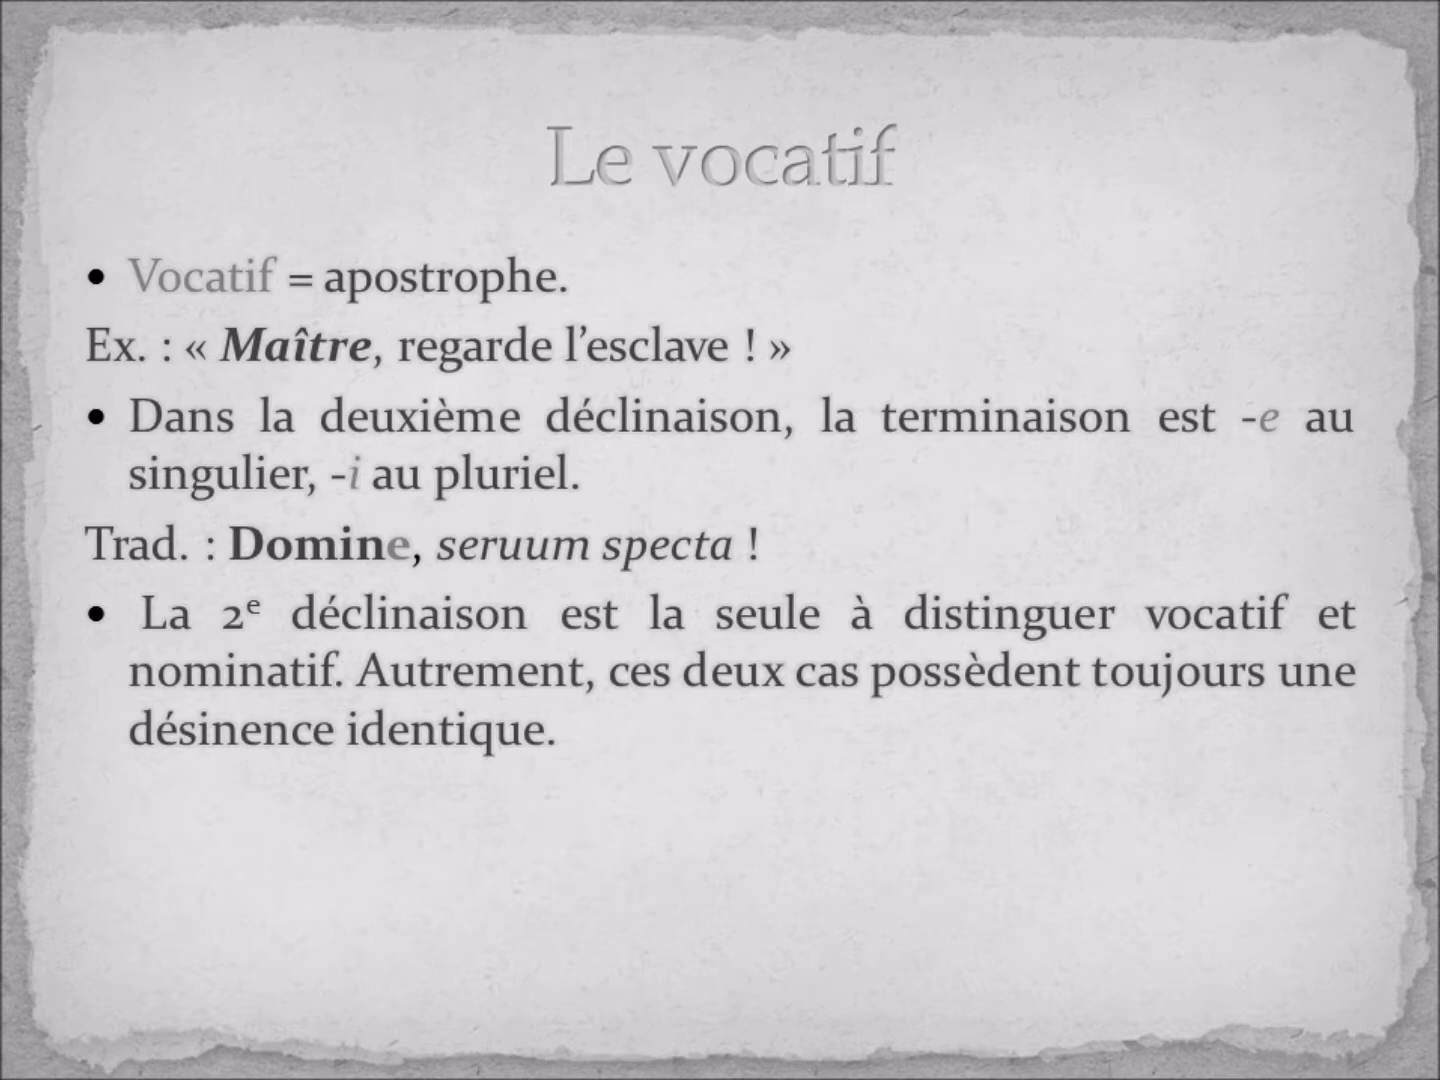 Le vocatif
• Vocatif = apostrophe.
Ex. : « Maître, regarde l’esclave ! »
• Dans la deuxième déclinaison, la terminaison est -e au
singulier, -i au pluriel.
Trad. : Domine, seruum specta !
• La 2ᵉ déclinaison est la seule à distinguer vocatif et
nominatif. Autrement, ces deux cas possèdent toujours une
désinence identique.